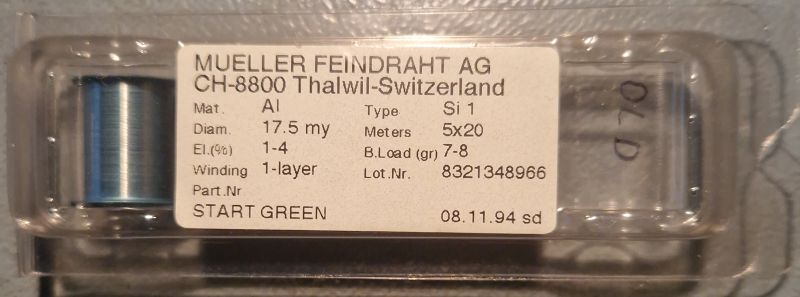 MUELLER FEINDRAHT AG
CH-8800 Thalwil-Switzerland
Mat. Al Type Si 1
Diam. 17.5 my Meters 5x20
El.(%) 1-4 B.Load (gr) 7-8
Winding 1-layer Lot.Nr. 8321348966
Part.Nr
START GREEN 08.11.94 sd
OLD